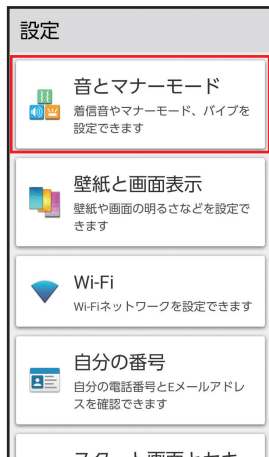 設定
音とマナーモード
着信音やマナーモード、バイブを
設定できます
壁紙と画面表示
壁紙や画面の明るさなどを設定で
きます
Wi-Fi
Wi-Fiネットワークを設定できます
自分の番号
自分の電話番号とEメールアドレ
スを確認できます